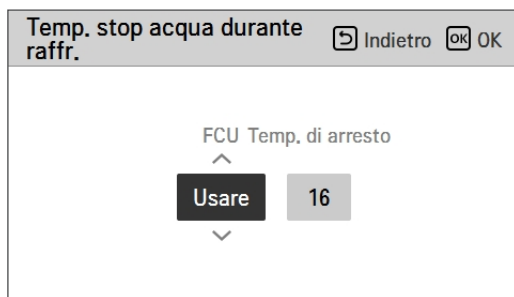 Temp. stop acqua durante
raffr.
Indietro OK OK
FCU Temp. di arresto
Usare 16